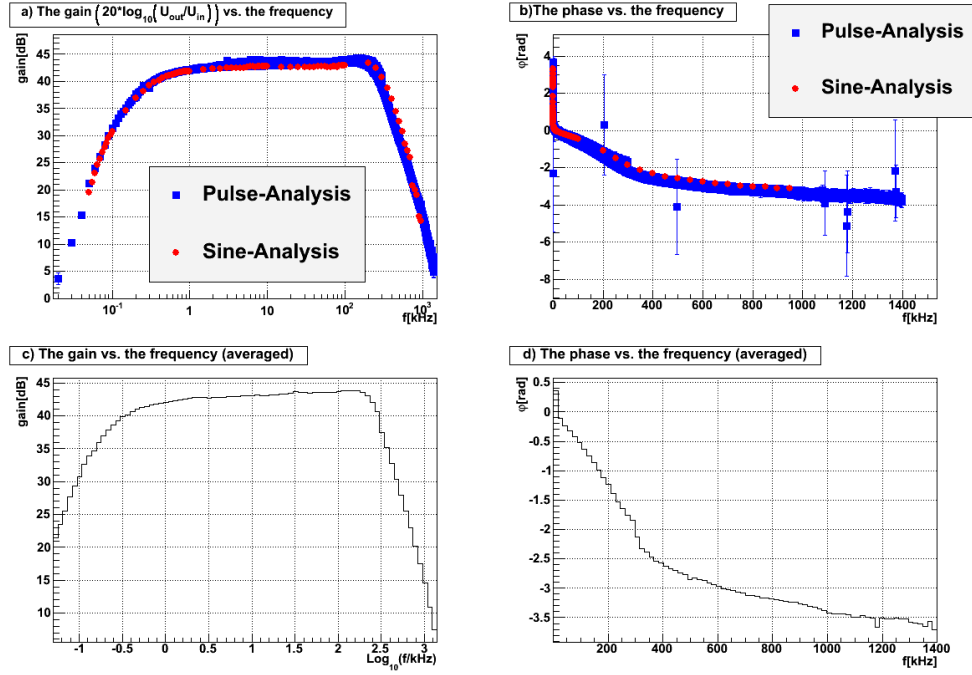 a) The gain (20*log10(Uout/Uin)) vs. the frequency
gain[dB]
45
40
35
30
25
20
15
10
5
0
10-1
1
10
102
103
f[kHz]
Pulse-Analysis
Sine-Analysis
b)The phase vs. the frequency
φ[rad]
4
2
0
-2
-4
-6
-8
0 200 400 600 800 1000 1200 1400
f[kHz]
Pulse-Analysis
Sine-Analysis
c) The gain vs. the frequency (averaged)
gain[dB]
45
40
35
30
25
20
15
10
-1 -0.5 0 0.5 1 1.5 2 2.5 3
Log10(f/kHz)
d) The phase vs. the frequency (averaged)
φ[rad]
0.5
0
-0.5
-1
-1.5
-2
-2.5
-3
-3.5
200 400 600 800 1000 1200 1400
f[kHz]